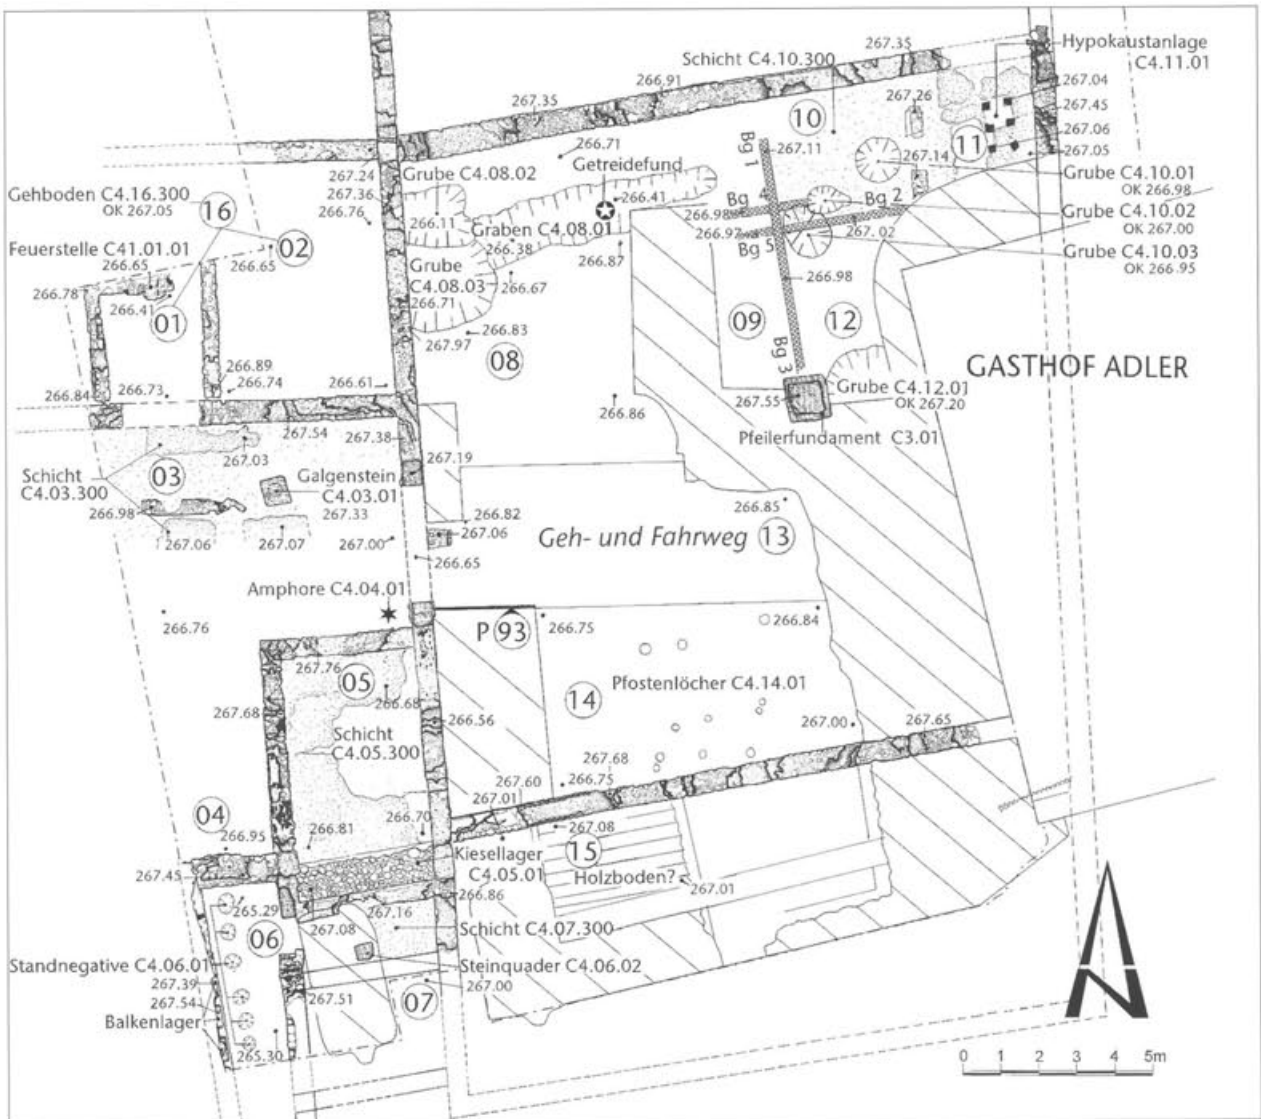 267.35
Schicht C4.10.300
Hypokaustanlage
C4.11.01
266.91
267.04
267.35
267.26
267.45
10
11
267.06
266.71
Bg 1
267.11
267.05
Getreidefund
267.14
267.24
Grube C4.08.02
Grube C4.10.01
OK 266.98
267.36
Gehboden C4.16.300
OK 267.05
16
266.76
266.41
Bg 4
Bg 2
266.98
Grube C4.10.02
OK 267.00
266.11
Graben C4.08.01
267.02
266.97
Bg 5
Feuerstelle C41.01.01
02
266.38
266.87
Grube C4.10.03
OK 266.95
266.65
266.65
Grube
C4.08.03
266.67
266.98
266.78
266.41
01
266.71
266.83
09
12
267.97
08
Bg 3
GASTHOF ADLER
266.89
266.84
266.73
266.74
266.61
266.86
Grube C4.12.01
OK 267.20
267.55
267.54
267.38
Pfeilerfundament C3.01
267.03
267.19
Schicht
C4.03.300
03
Galgenstein
C4.03.01
267.33
266.85
266.98
266.82
267.06
267.07
267.00
267.06
Geh- und Fahrweg 13
266.65
Amphore C4.04.01
266.76
P 93
266.75
266.84
267.76
05
266.68
14
Pfostenlöcher C4.14.01
267.68
266.56
267.00
267.65
Schicht
C4.05.300
267.68
267.60
266.75
04
267.01
266.95
266.81
266.70
267.08
Kiesellager
C4.05.01
15
Holzboden?
267.01
267.45
265.29
267.16
266.86
06
267.08
Schicht C4.07.300
Standnegative C4.06.01
Steinquader C4.06.02
267.39
267.00
267.54
267.51
07
Balkenlager
265.30
N
0 1 2 3 4 5m